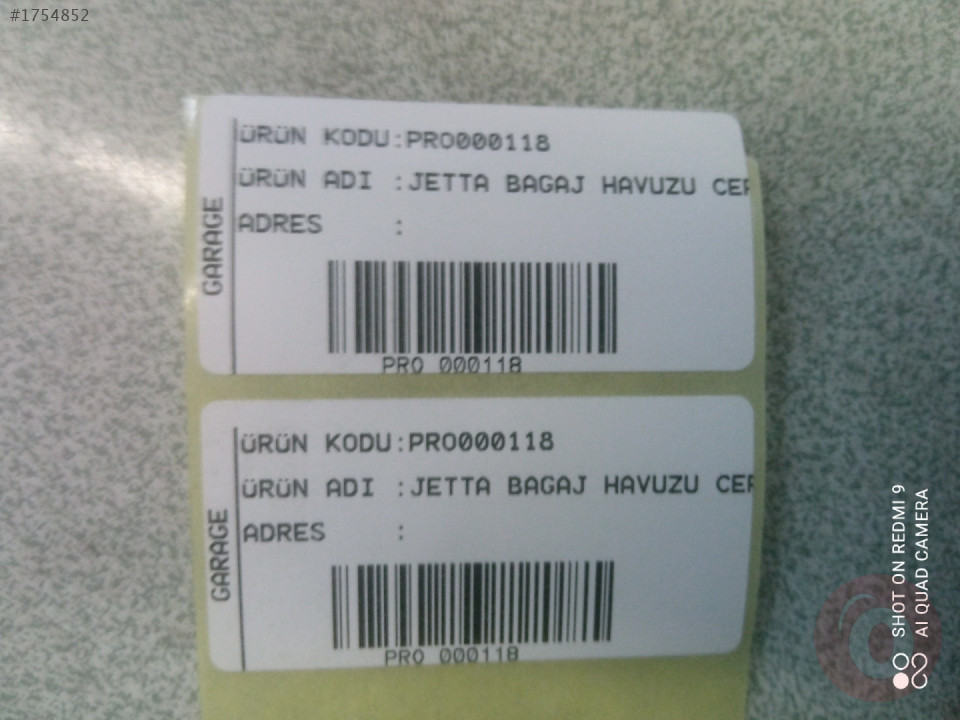 #1754852
GARAGE
ÜRÜN KODU:PRO000118
ÜRÜN ADI :JETTA BAGAJ HAVUZU
ADRES :
PRO 000118
GARAGE
ÜRÜN KODU:PRO000118
ÜRÜN ADI :JETTA BAGAJ HAVUZU
ADRES :
PRO 000118
SHOT ON REDMI 9
AI QUAD CAMERA